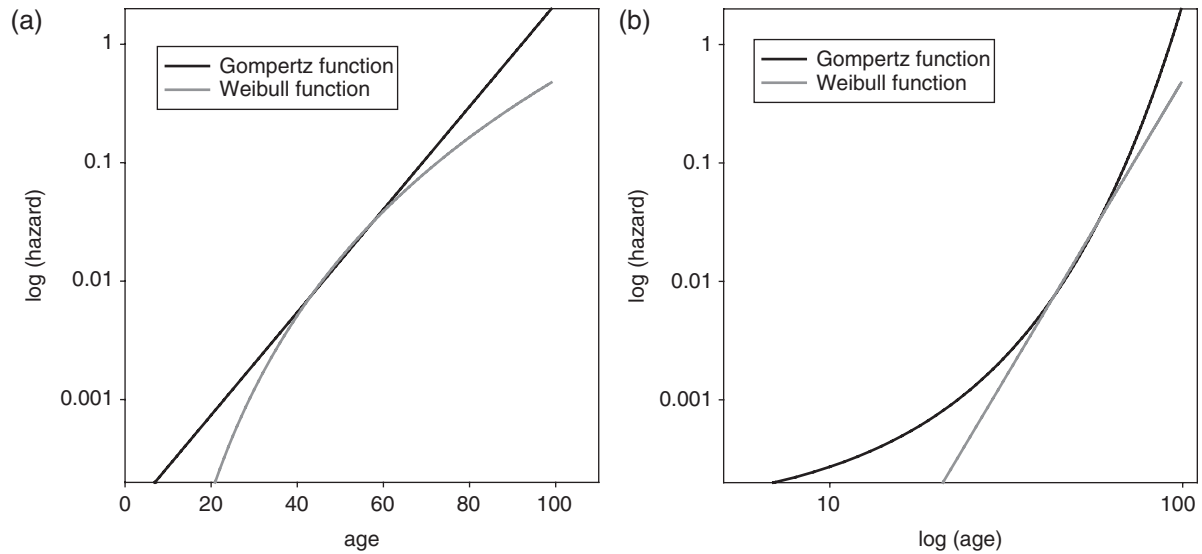 (a)
Gompertz function
Weibull function
1
0.1
0.01
0.001
log (hazard)
0 20 40 60 80 100
age
(b)
Gompertz function
Weibull function
1
0.1
0.01
0.001
log (hazard)
10 100
log (age)